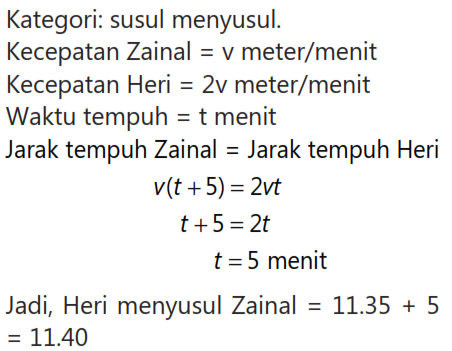 Kategori: susul menyusul.
Kecepatan Zainal = v meter/menit
Kecepatan Heri = 2v meter/menit
Waktu tempuh = t menit
Jarak tempuh Zainal = Jarak tempuh Heri
v(t + 5) = 2vt
t + 5 = 2t
t = 5 menit
Jadi, Heri menyusul Zainal = 11.35 + 5
= 11.40